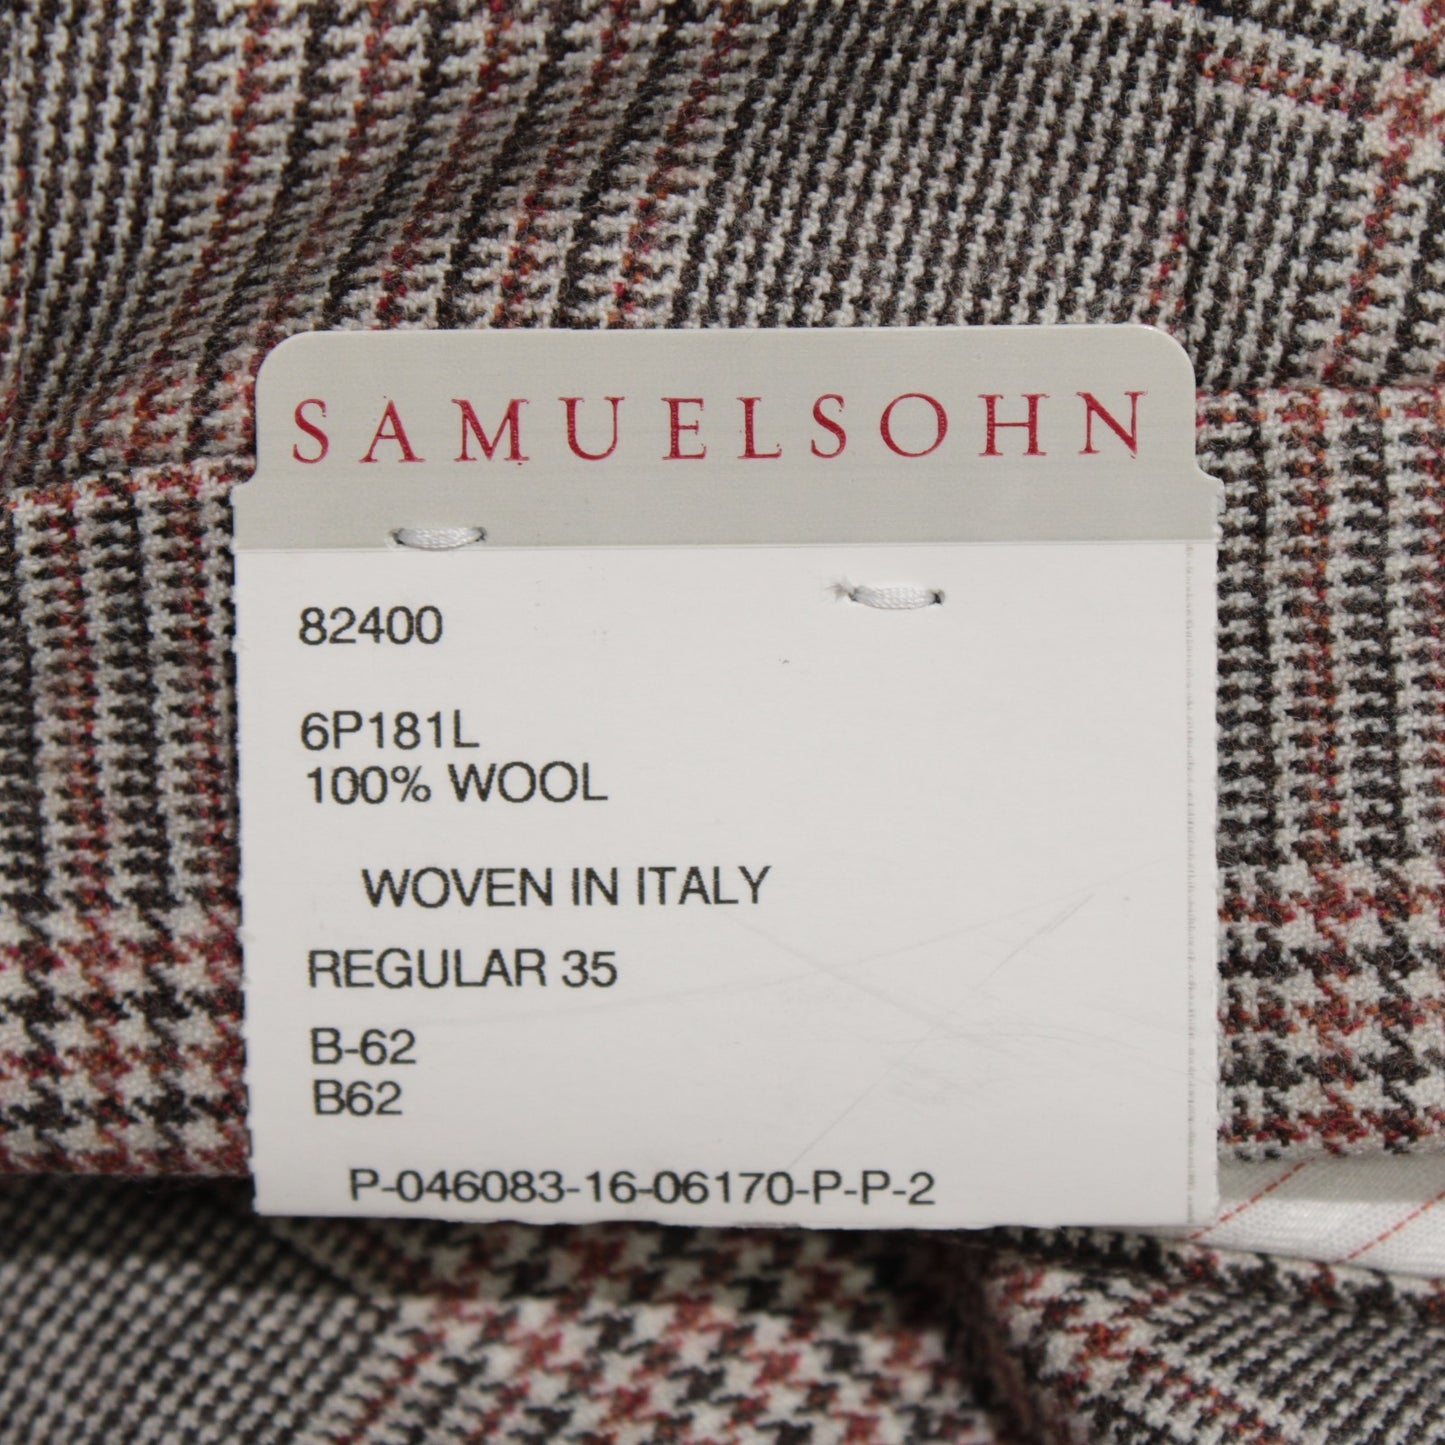 SAMUELSOHN
82400
6P181L
100% WOOL
WOVEN IN ITALY
REGULAR 35
B-62
B62
P-046083-16-06170-P-P-2